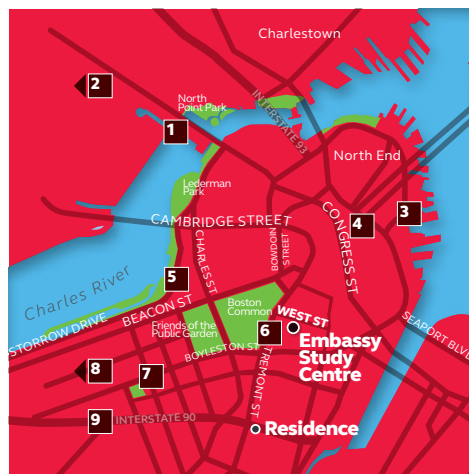 Charlestown
2
North
Point Park
INTERSTATE 93
1
North End
Lederman
Park
CAMBRIDGE STREET
CHARLES ST
BOWDOIN
STREET
CONGRESS ST
4
3
Charles River
5
BEACON ST
Boston
Common
WEST ST
STORROW DRIVE
Friends of the
Public Garden
6
Embassy
Study
Centre
SEAPORT BLVD
BOYLESTON ST
TREMONT ST
8
7
9
INTERSTATE 90
Residence